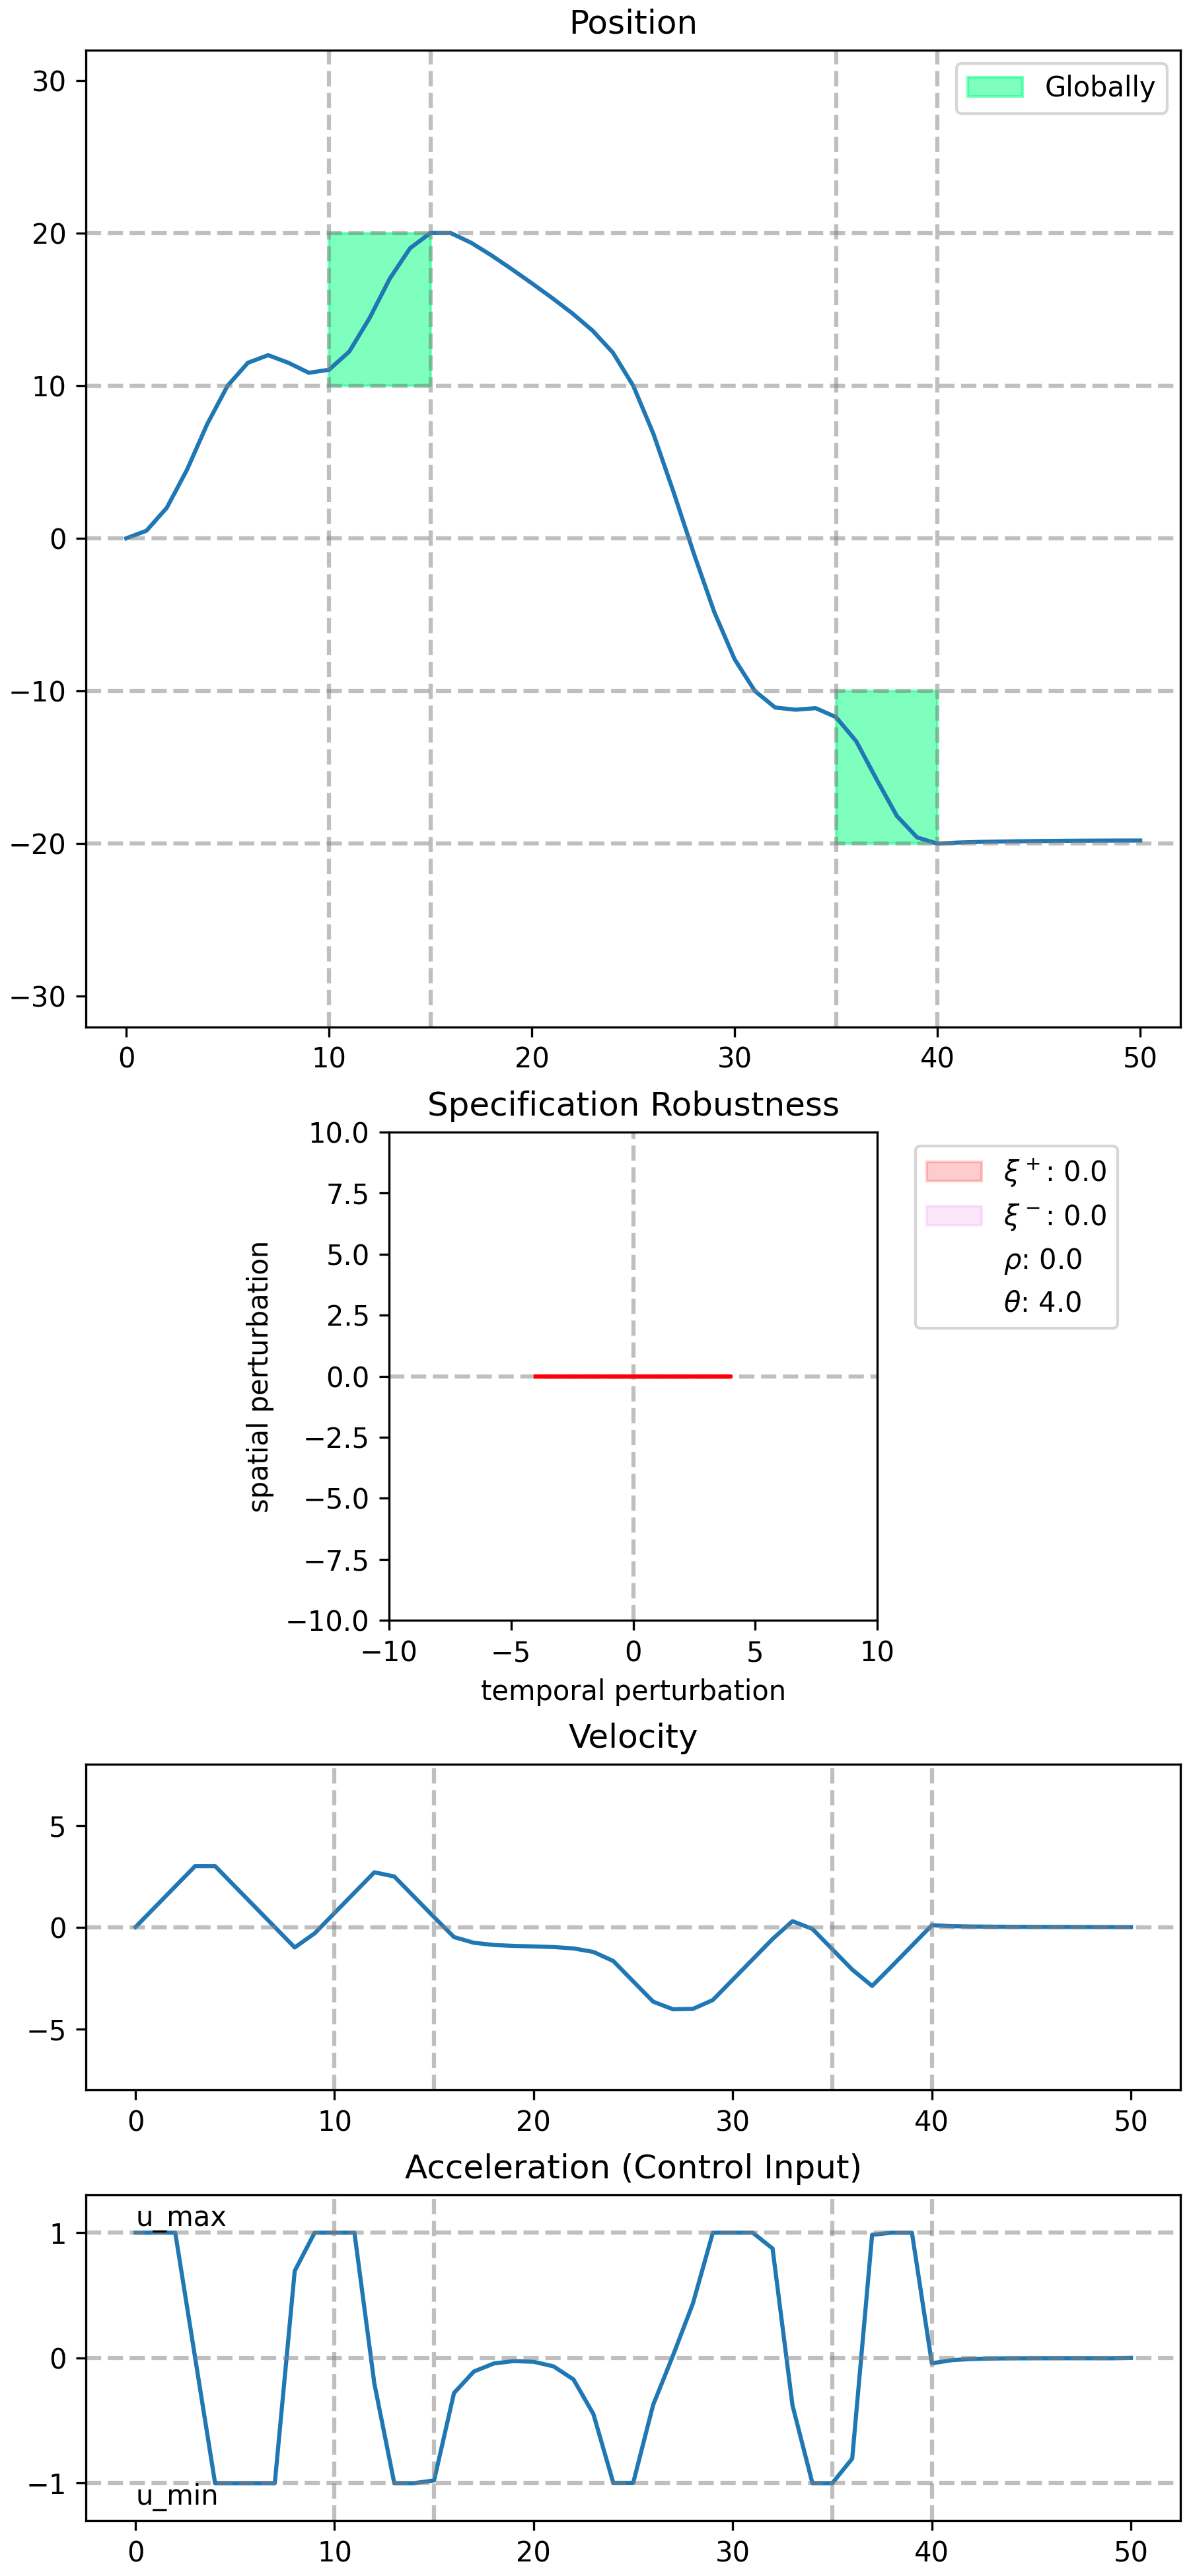 Position
30
20
10
0
−10
−20
−30
Globally
0 10 20 30 40 50
Specification Robustness
10.0
7.5
5.0
2.5
0.0
−2.5
−5.0
−7.5
−10.0
spatial perturbation
−10 −5 0 5 10
temporal perturbation
ξ⁺: 0.0
ξ⁻: 0.0
ρ: 0.0
θ: 4.0
Velocity
5
0
−5
0 10 20 30 40 50
Acceleration (Control Input)
u_max
1
0
−1
u_min
0 10 20 30 40 50